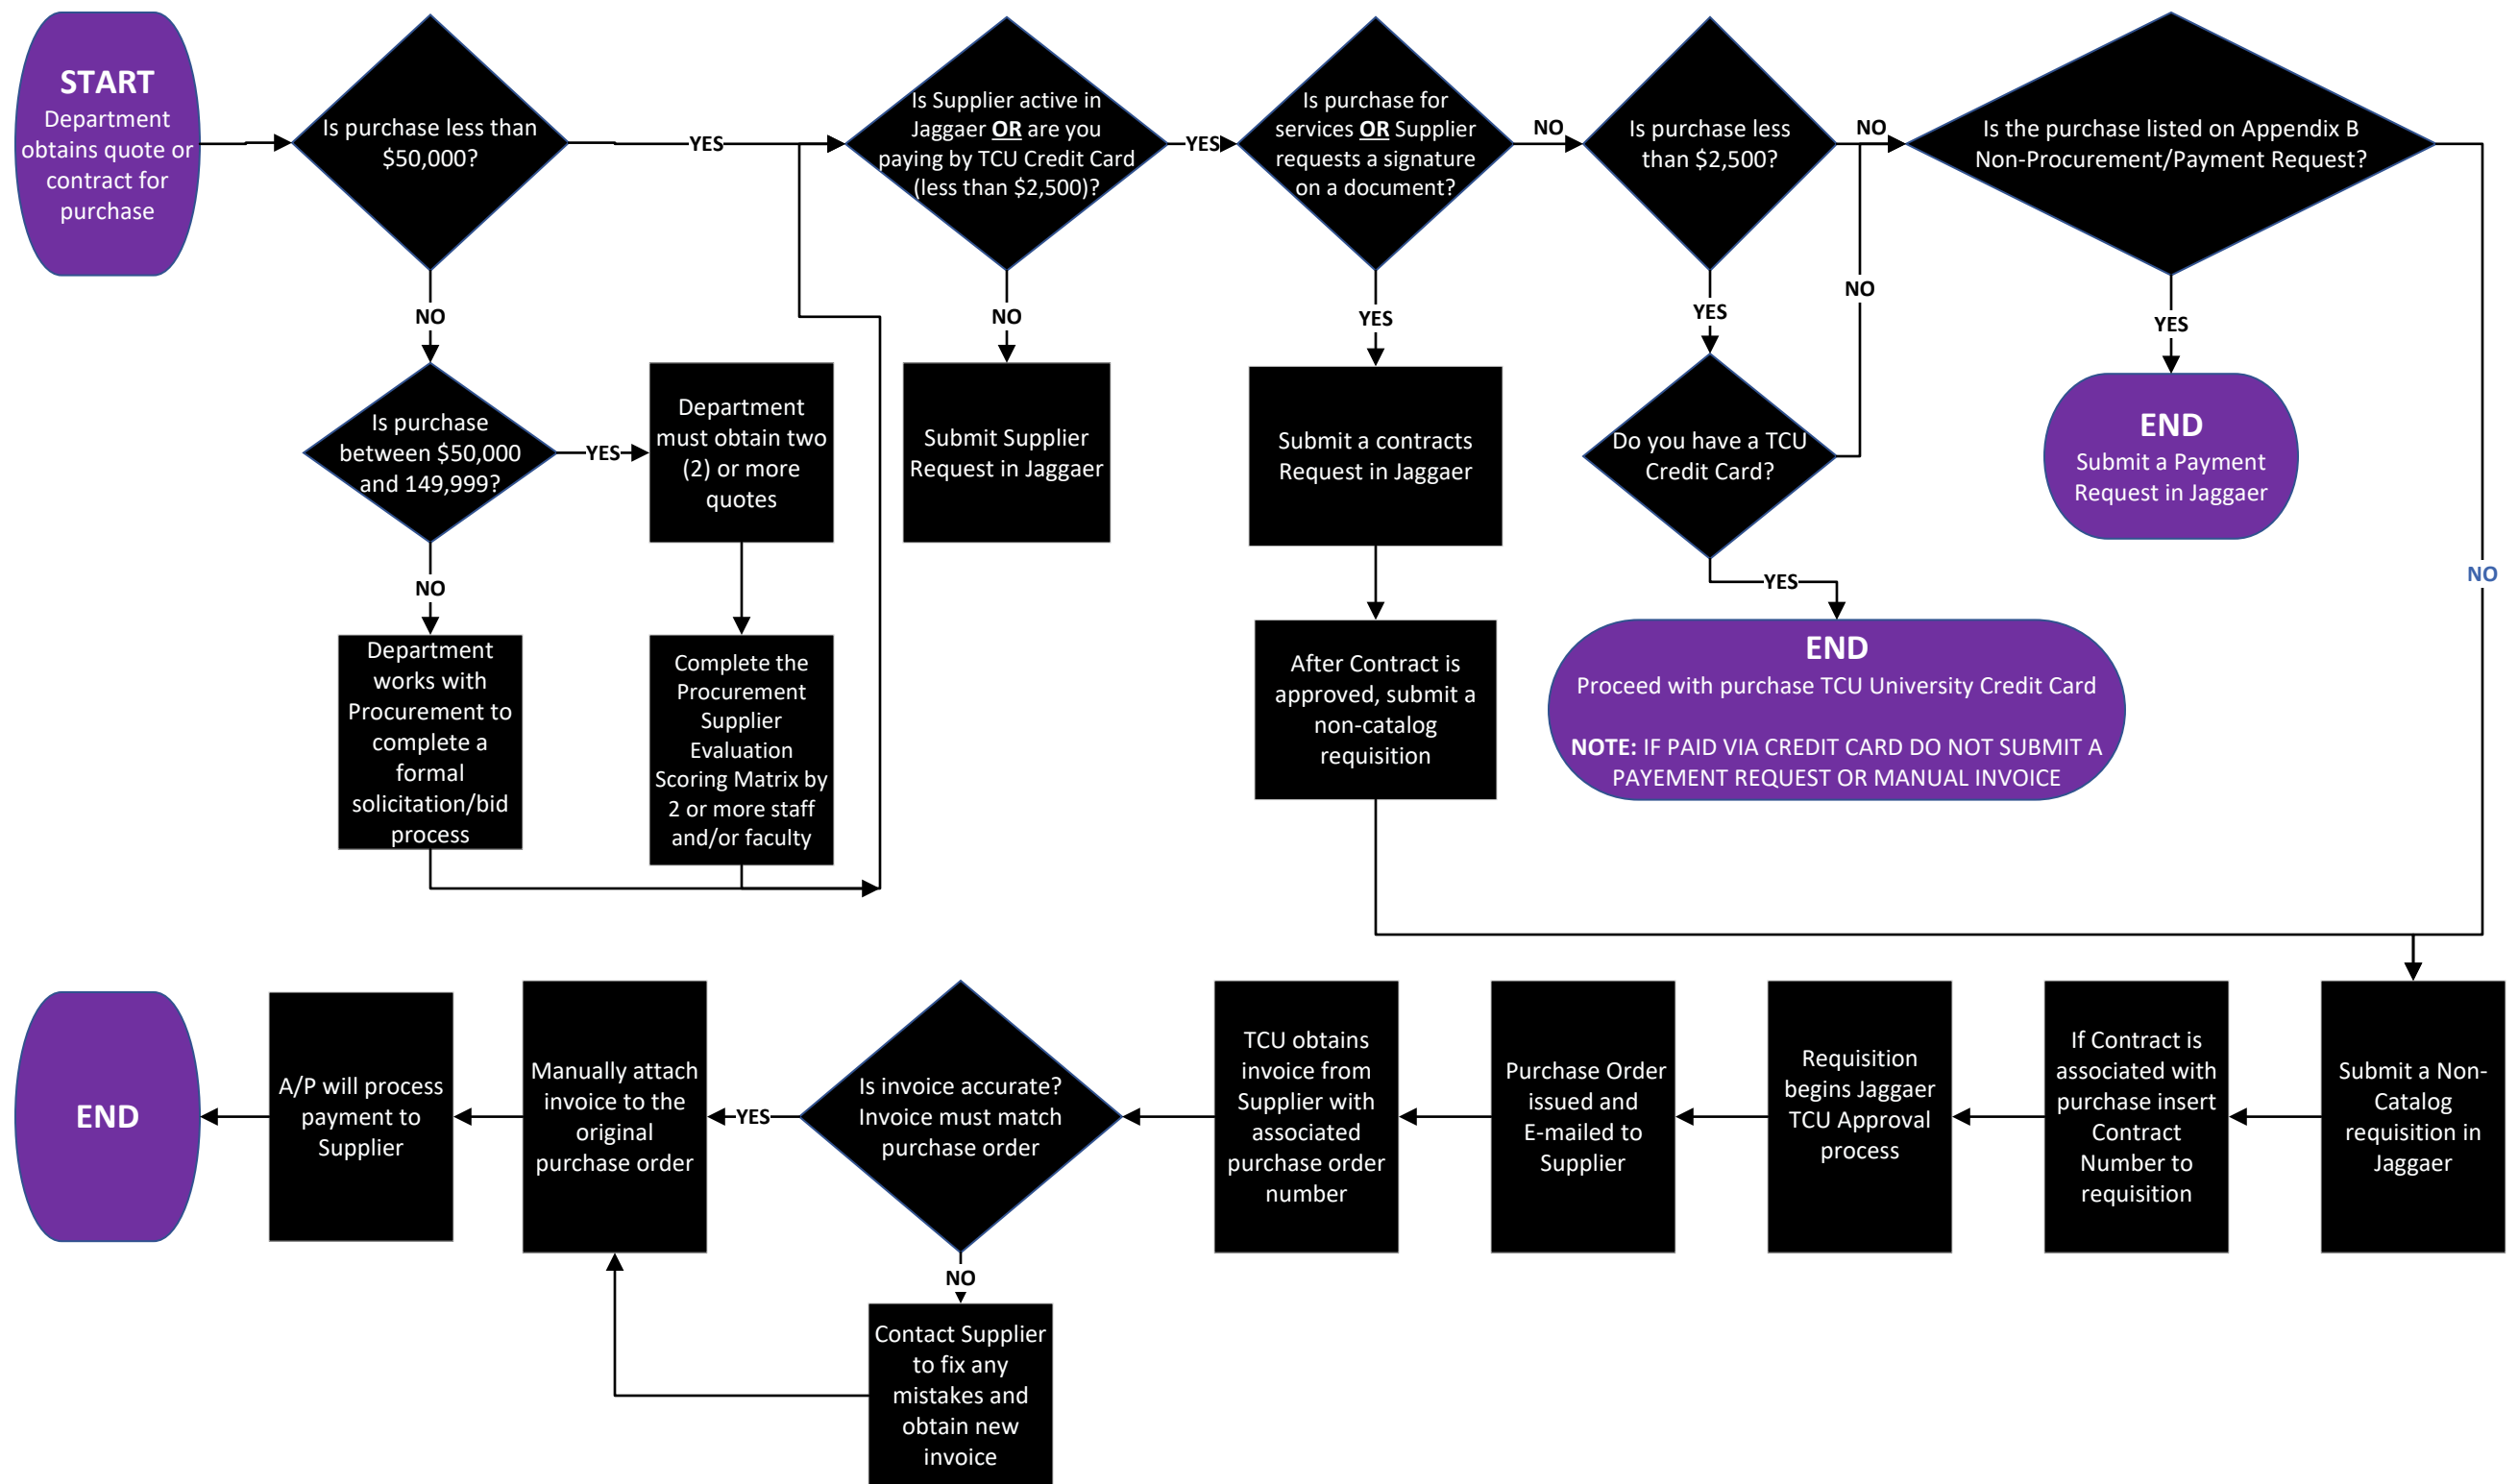 START
Department
obtains quote or
contract for
purchase
Is purchase less than
$50,000?
YES
Is Supplier active in
Jaggaer OR are you
paying by TCU Credit Card
(less than $2,500)?
YES
Is purchase for
services OR Supplier
requests a signature
on a document?
NO
Is purchase less
than $2,500?
NO
Is the purchase listed on Appendix B
Non-Procurement/Payment Request?
NO
NO
YES
YES
NO
YES
Is purchase
between $50,000
and 149,999?
YES
Department
must obtain two
(2) or more
quotes
Submit Supplier
Request in Jaggaer
Submit a contracts
Request in Jaggaer
Do you have a TCU
Credit Card?
END
Submit a Payment
Request in Jaggaer
NO
YES
NO
Department
works with
Procurement to
complete a
formal
solicitation/bid
process
Complete the
Procurement
Supplier
Evaluation
Scoring Matrix by
2 or more staff
and/or faculty
After Contract is
approved, submit a
non-catalog
requisition
END
Proceed with purchase TCU University Credit Card
NOTE: IF PAID VIA CREDIT CARD DO NOT SUBMIT A
PAYEMENT REQUEST OR MANUAL INVOICE
END
A/P will process
payment to
Supplier
Manually attach
invoice to the
original
purchase order
YES
Is invoice accurate?
Invoice must match
purchase order
TCU obtains
invoice from
Supplier with
associated
purchase order
number
Purchase Order
issued and
E-mailed to
Supplier
Requisition
begins Jaggaer
TCU Approval
process
If Contract is
associated with
purchase insert
Contract
Number to
requisition
Submit a Non-
Catalog
requisition in
Jaggaer
NO
Contact Supplier
to fix any
mistakes and
obtain new
invoice